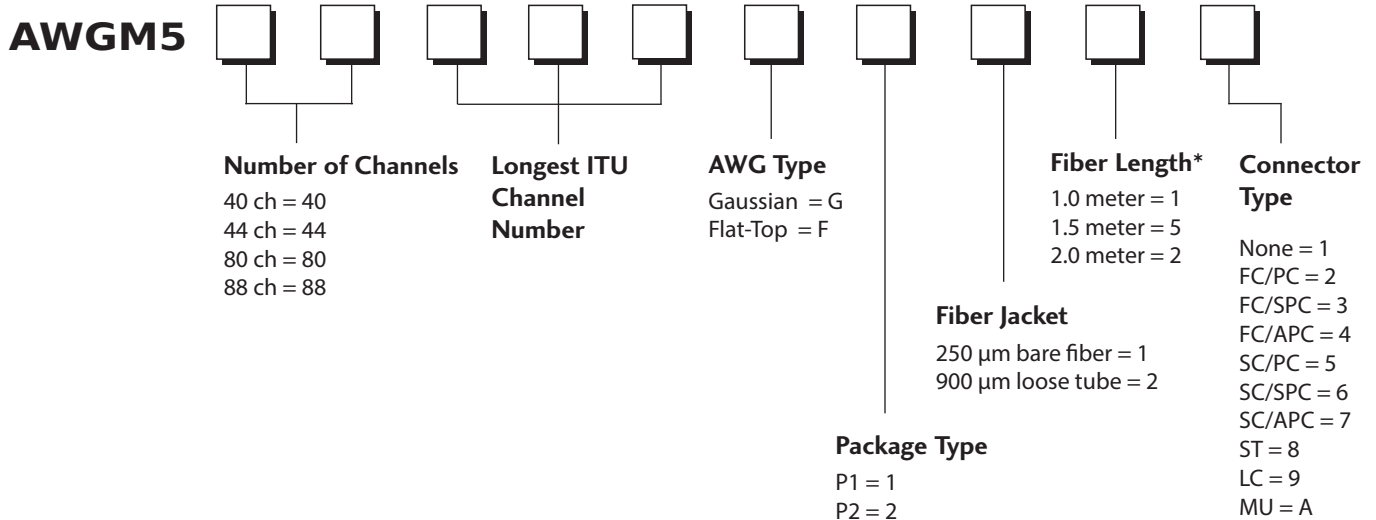 AWGM5
Number of Channels
40 ch = 40
44 ch = 44
80 ch = 80
88 ch = 88
Longest ITU
Channel
Number
AWG Type
Gaussian = G
Flat-Top = F
Package Type
P1 = 1
P2 = 2
Fiber Jacket
250 µm bare fiber = 1
900 µm loose tube = 2
Fiber Length*
1.0 meter = 1
1.5 meter = 5
2.0 meter = 2
Connector
Type
None = 1
FC/PC = 2
FC/SPC = 3
FC/APC = 4
SC/PC = 5
SC/SPC = 6
SC/APC = 7
ST = 8
LC = 9
MU = A